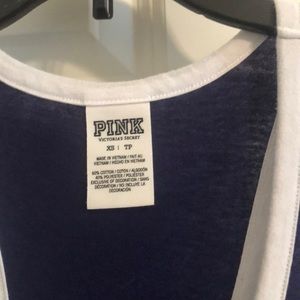 PINK
VICTORIA'S SECRET
XS | TP
MADE IN VIETNAM / FAIT AU
VIETNAM / HECHO EN VIETNAM
60% COTTON / COTON / ALGODÓN
40% POLYESTER / POLIÉSTER
EXCLUSIVE OF DECORATION / SANS
DÉCORATION / NO INCLUYE LA
DECORACIÓN